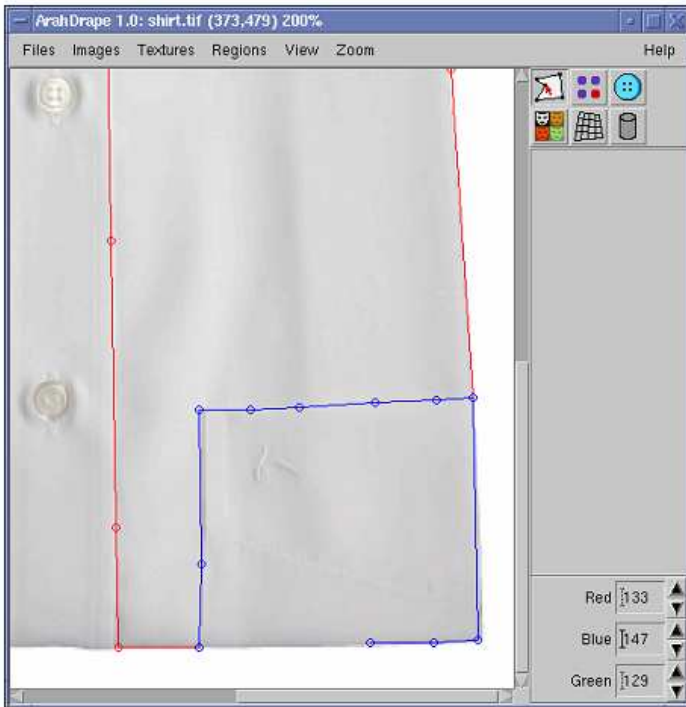 ArahDrape 1.0: shirt.tif (373,479) 200%
Files Images Textures Regions View Zoom Help
Red 133
Blue 147
Green 129